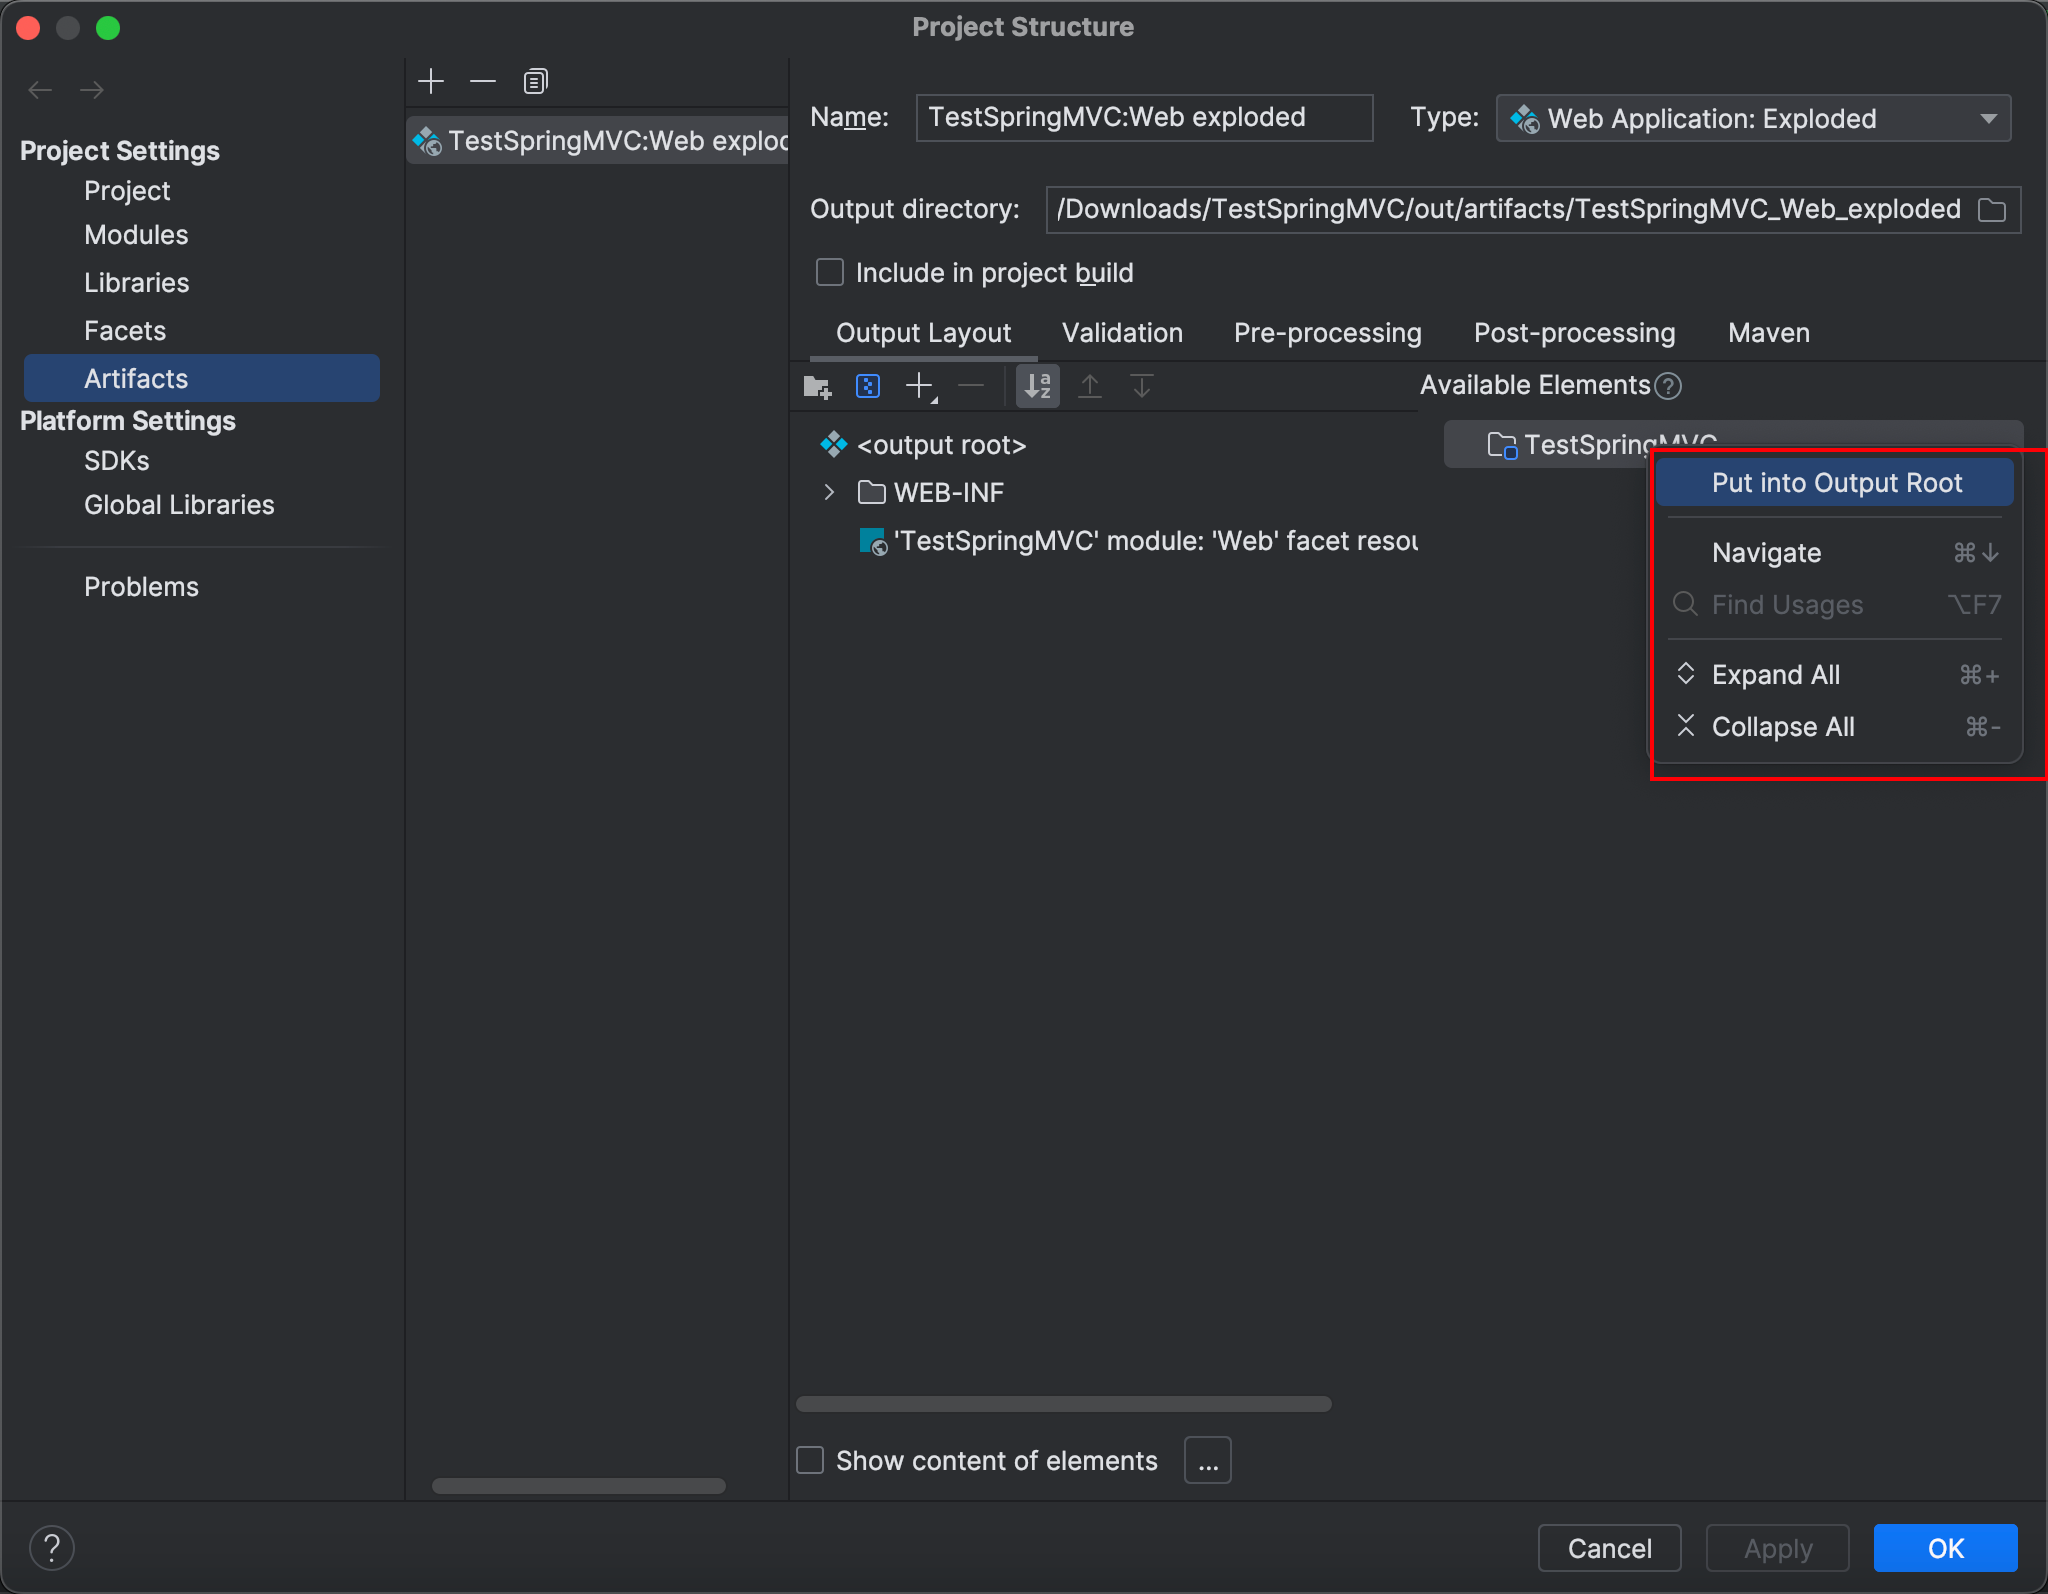 Project Structure
Project Settings
Project
Modules
Libraries
Facets
Artifacts
Platform Settings
SDKs
Global Libraries
Problems
TestSpringMVC:Web explod
Name: TestSpringMVC:Web exploded Type: Web Application: Exploded
Output directory: /Downloads/TestSpringMVC/out/artifacts/TestSpringMVC_Web_exploded
Include in project build
Output Layout Validation Pre-processing Post-processing Maven
Available Elements ?
<output root>
WEB-INF
'TestSpringMVC' module: 'Web' facet resou
TestSpringMVC
Put into Output Root
Navigate ⌘↓
Find Usages ⌥F7
Expand All ⌘+
Collapse All ⌘-
Show content of elements ...
? Cancel Apply OK